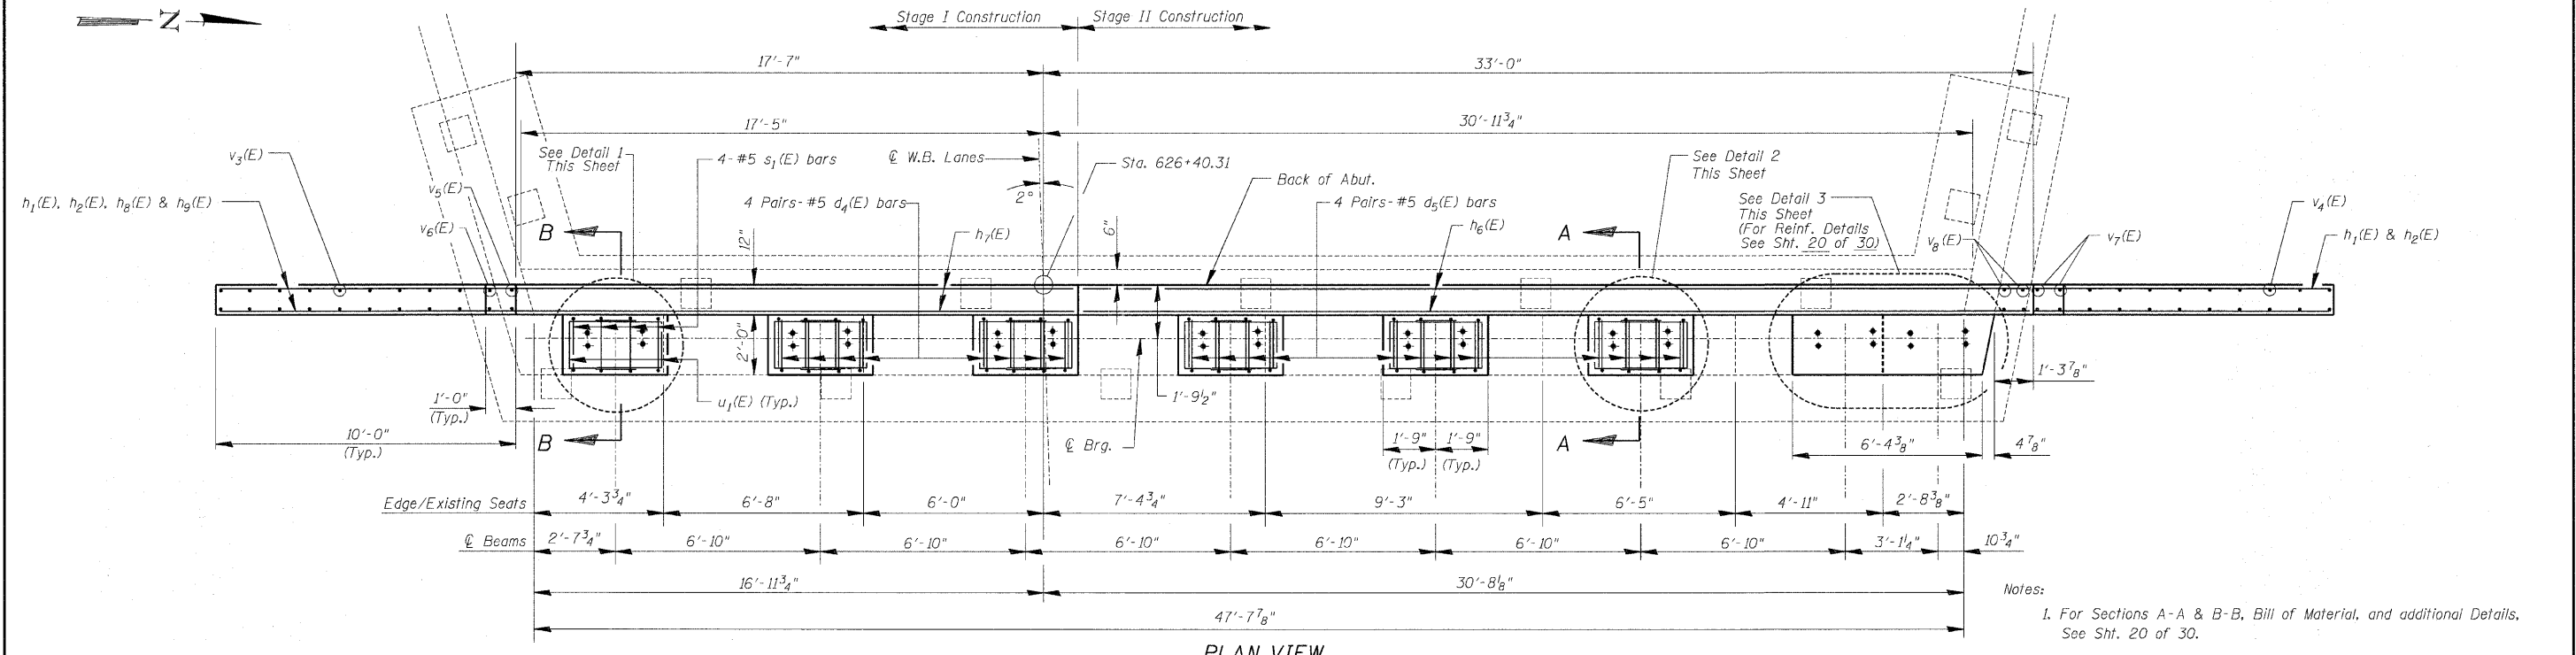 N
Stage I Construction
Stage II Construction
17'-7"
33'-0"
17'-5"
30'-11¾"
v3(E)
See Detail 1
This Sheet
4-#5 s1(E) bars
℄ W.B. Lanes
Sta. 626+40.31
See Detail 2
This Sheet
2°
Back of Abut.
v5(E)
h1(E), h2(E), h8(E) & h9(E)
4 Pairs-#5 d4(E) bars
4 Pairs-#5 d5(E) bars
See Detail 3
This Sheet
(For Reinf. Details
See Sht. 20 of 30)
v4(E)
v6(E)
B
12"
h7(E)
6"
h6(E)
A
v8(E)
v7(E)
h1(E) & h2(E)
2'-0"
1'-0"
(Typ.)
u1(E) (Typ.)
1'-9½"
1'-3⅞"
10'-0"
(Typ.)
B
℄ Brg.
1'-9"
(Typ.)
1'-9"
(Typ.)
A
6'-4⅜"
4⅞"
Edge/Existing Seats
4'-3¾"
6'-8"
6'-0"
7'-4¾"
9'-3"
6'-5"
4'-11"
2'-8⅜"
℄ Beams
2'-7¾"
6'-10"
6'-10"
6'-10"
6'-10"
6'-10"
6'-10"
3'-1¼"
10¾"
16'-11¾"
30'-8⅛"
47'-7⅞"
Notes:
1. For Sections A-A & B-B, Bill of Material, and additional Details,
See Sht. 20 of 30.
PLAN VIEW